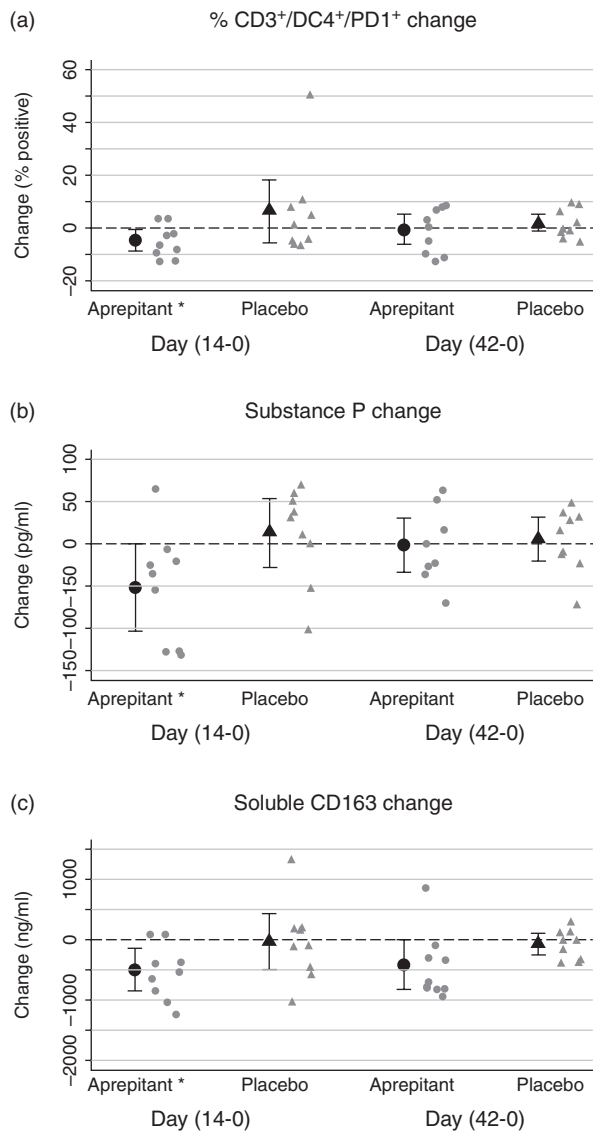 (a)
% CD3⁺/DC4⁺/PD1⁺ change
Change (% positive)
60
40
20
0
−20
Aprepitant * Placebo Aprepitant Placebo
Day (14-0) Day (42-0)
(b)
Substance P change
Change (pg/ml)
100
50
0
−50
−100
−150
Aprepitant * Placebo Aprepitant Placebo
Day (14-0) Day (42-0)
(c)
Soluble CD163 change
Change (ng/ml)
1000
0
−1000
−2000
Aprepitant * Placebo Aprepitant Placebo
Day (14-0) Day (42-0)